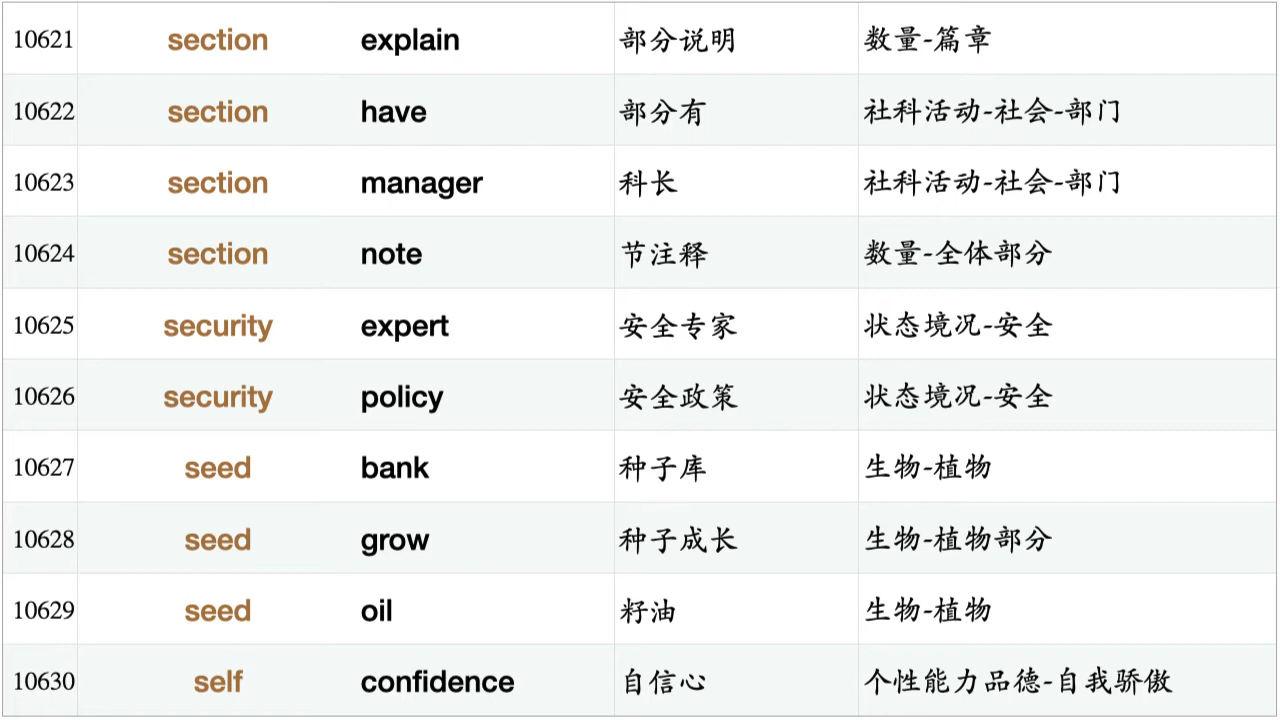 10621 section explain 部分说明 数量-篇章
10622 section have 部分有 社科活动-社会-部门
10623 section manager 科长 社科活动-社会-部门
10624 section note 节注释 数量-全体部分
10625 security expert 安全专家 状态境况-安全
10626 security policy 安全政策 状态境况-安全
10627 seed bank 种子库 生物-植物
10628 seed grow 种子成长 生物-植物部分
10629 seed oil 籽油 生物-植物
10630 self confidence 自信心 个性能力品德-自我骄傲